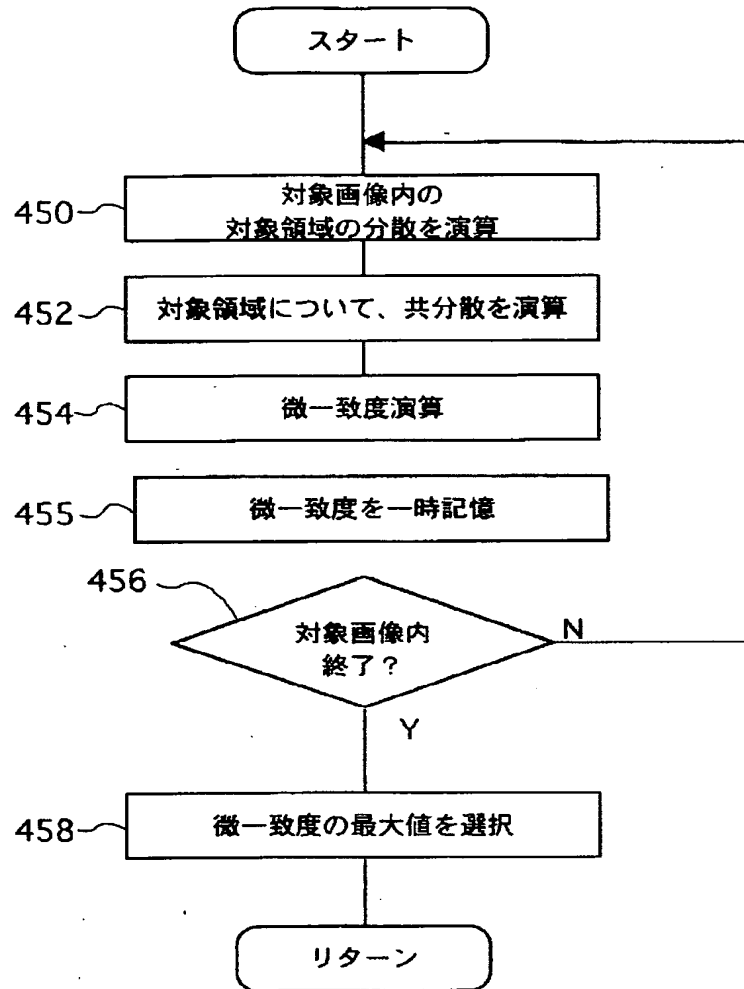 スタート
450
対象画像内の
対象領域の分散を演算
452
対象領域について、共分散を演算
454
微一致度演算
455
微一致度を一時記憶
456
対象画像内
終了？
N
Y
458
微一致度の最大値を選択
リターン